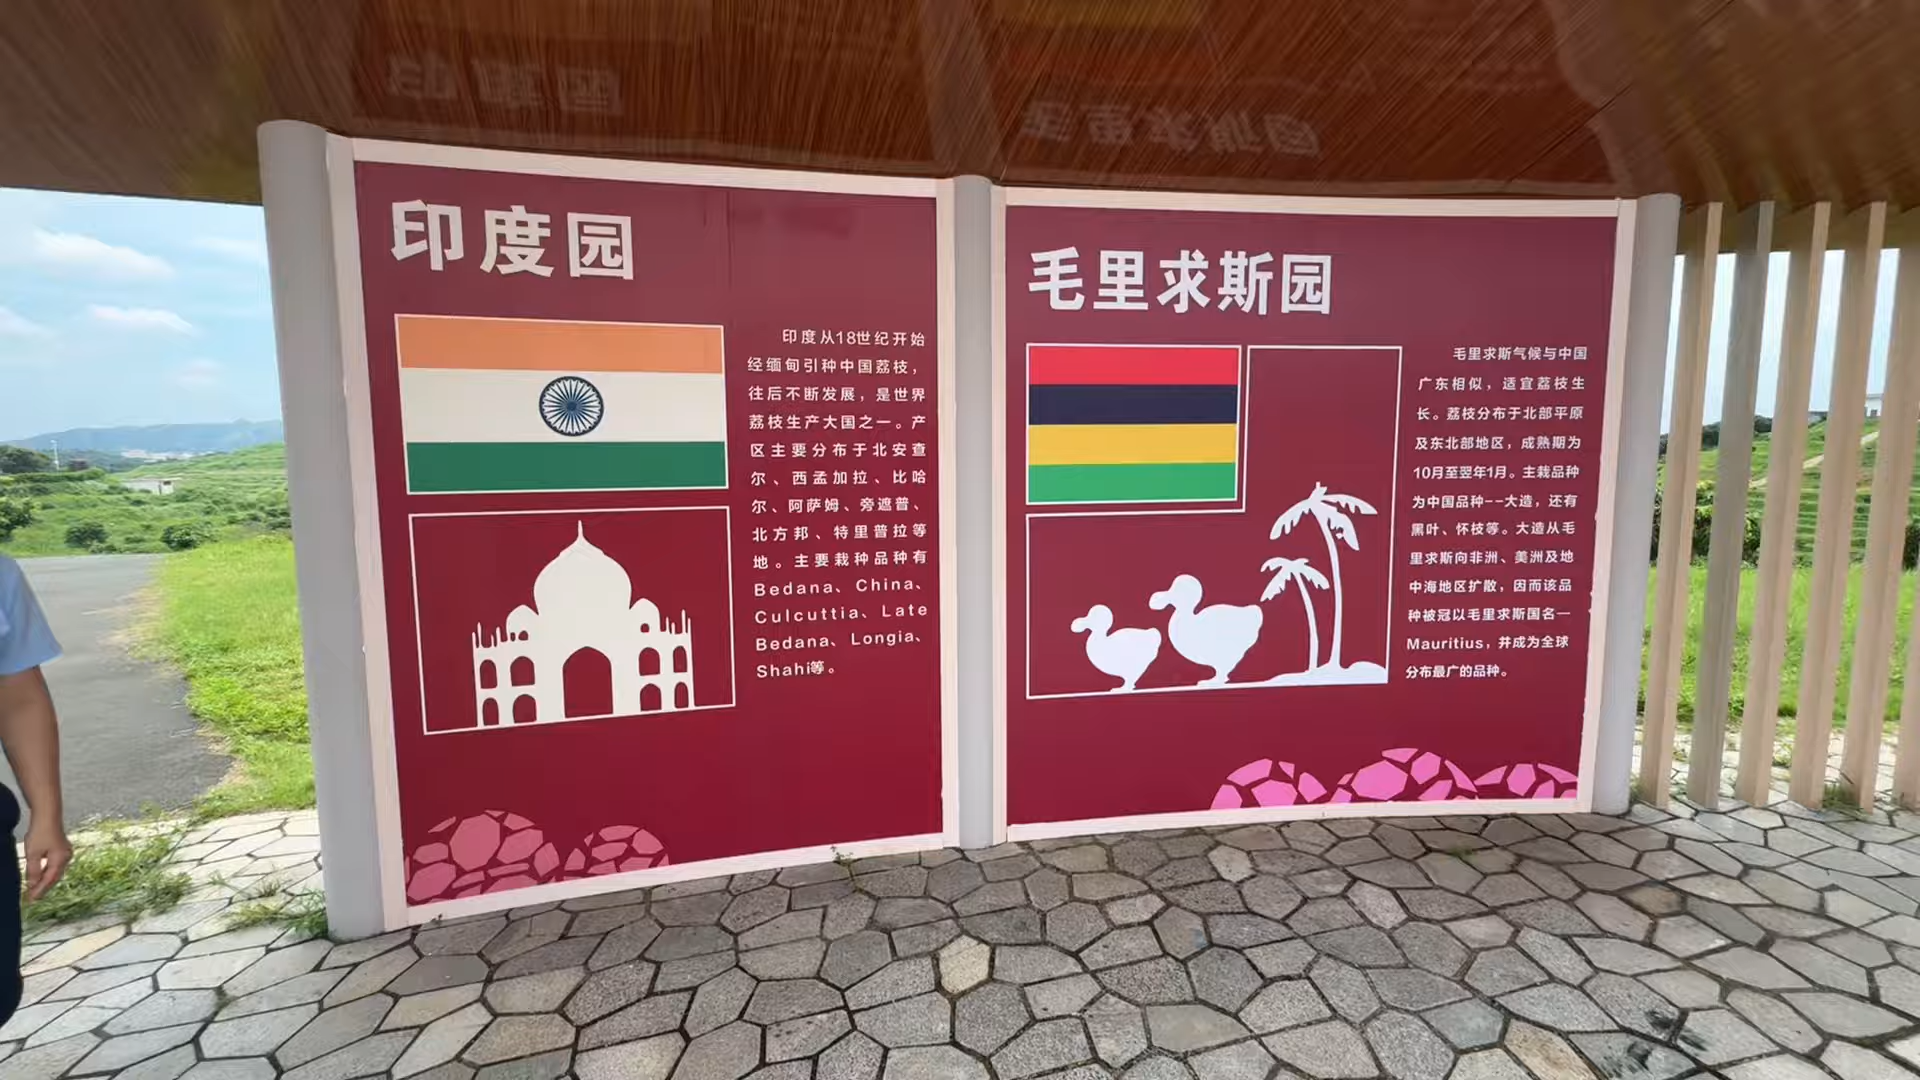 印度园
印度从18世纪开始
经缅甸引种中国荔枝，
往后不断发展，是世界
荔枝生产大国之一。产
区主要分布于北安查
尔、西孟加拉、比哈
尔、阿萨姆、旁遮普、
北方邦、特里普拉等
地。主要栽种品种有
Bedana、China、
Culcuttia、Late
Bedana、Longia、
Shahi等。
毛里求斯园
毛里求斯气候与中国
广东相似，适宜荔枝生
长。荔枝分布于北部平原
及东北部地区，成熟期为
10月至翌年1月。主栽品种
为中国品种--大造，还有
黑叶、怀枝等。大造从毛
里求斯向非洲、美洲及地
中海地区扩散，因而该品
种被冠以毛里求斯国名—
Mauritius，并成为全球
分布最广的品种。